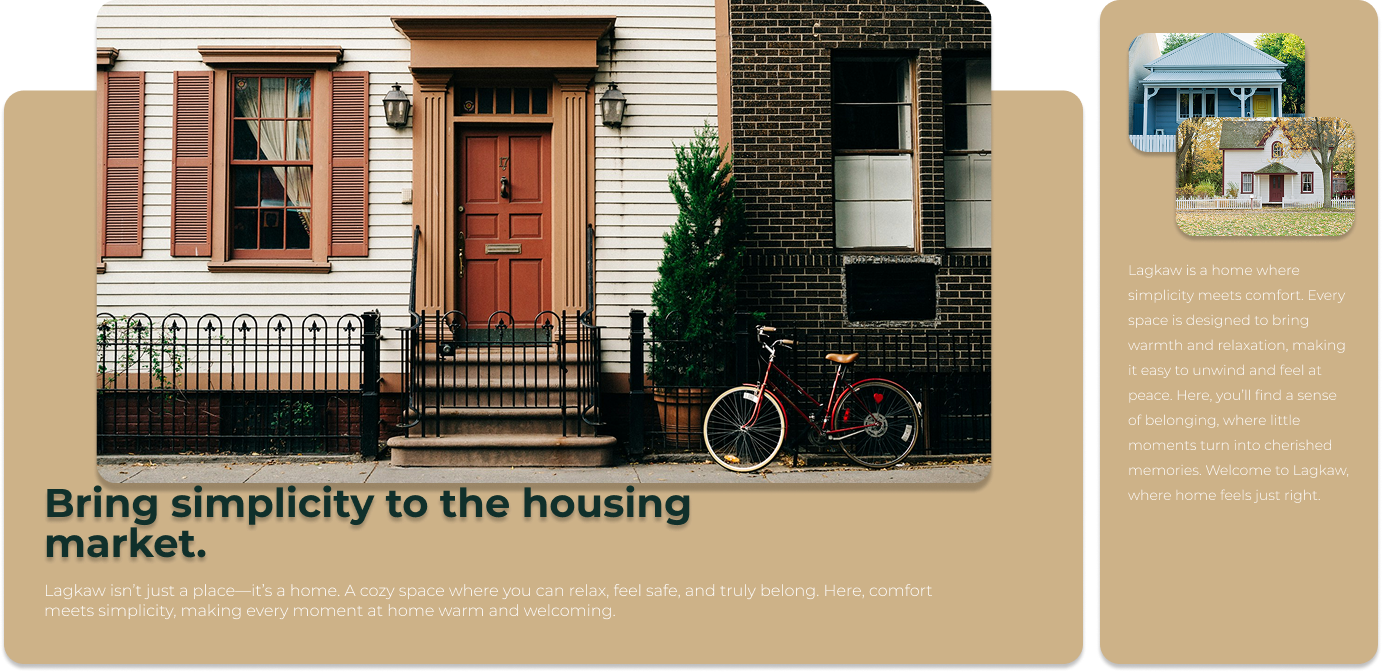 17
Bring simplicity to the housing
market.
Lagkaw isn't just a place—it's a home. A cozy space where you can relax, feel safe, and truly belong. Here, comfort
meets simplicity, making every moment at home warm and welcoming.
Lagkaw is a home where
simplicity meets comfort. Every
space is designed to bring
warmth and relaxation, making
it easy to unwind and feel at
peace. Here, you'll find a sense
of belonging, where little
moments turn into cherished
memories. Welcome to Lagkaw,
where home feels just right.